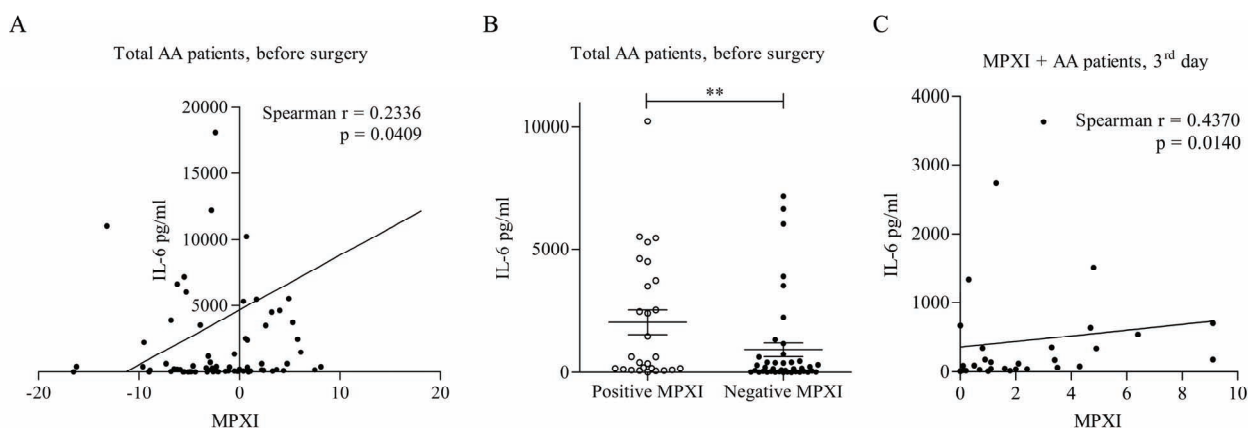 A
Total AA patients, before surgery
20000
15000
10000
5000
0
IL-6 pg/ml
Spearman r = 0.2336
p = 0.0409
-20
-10
0
10
20
MPXI
B
Total AA patients, before surgery
**
10000
5000
0
IL-6 pg/ml
Positive MPXI
Negative MPXI
C
MPXI + AA patients, 3rd day
4000
3000
2000
1000
400
200
0
IL-6 pg/ml
Spearman r = 0.4370
p = 0.0140
0
2
4
6
8
10
MPXI